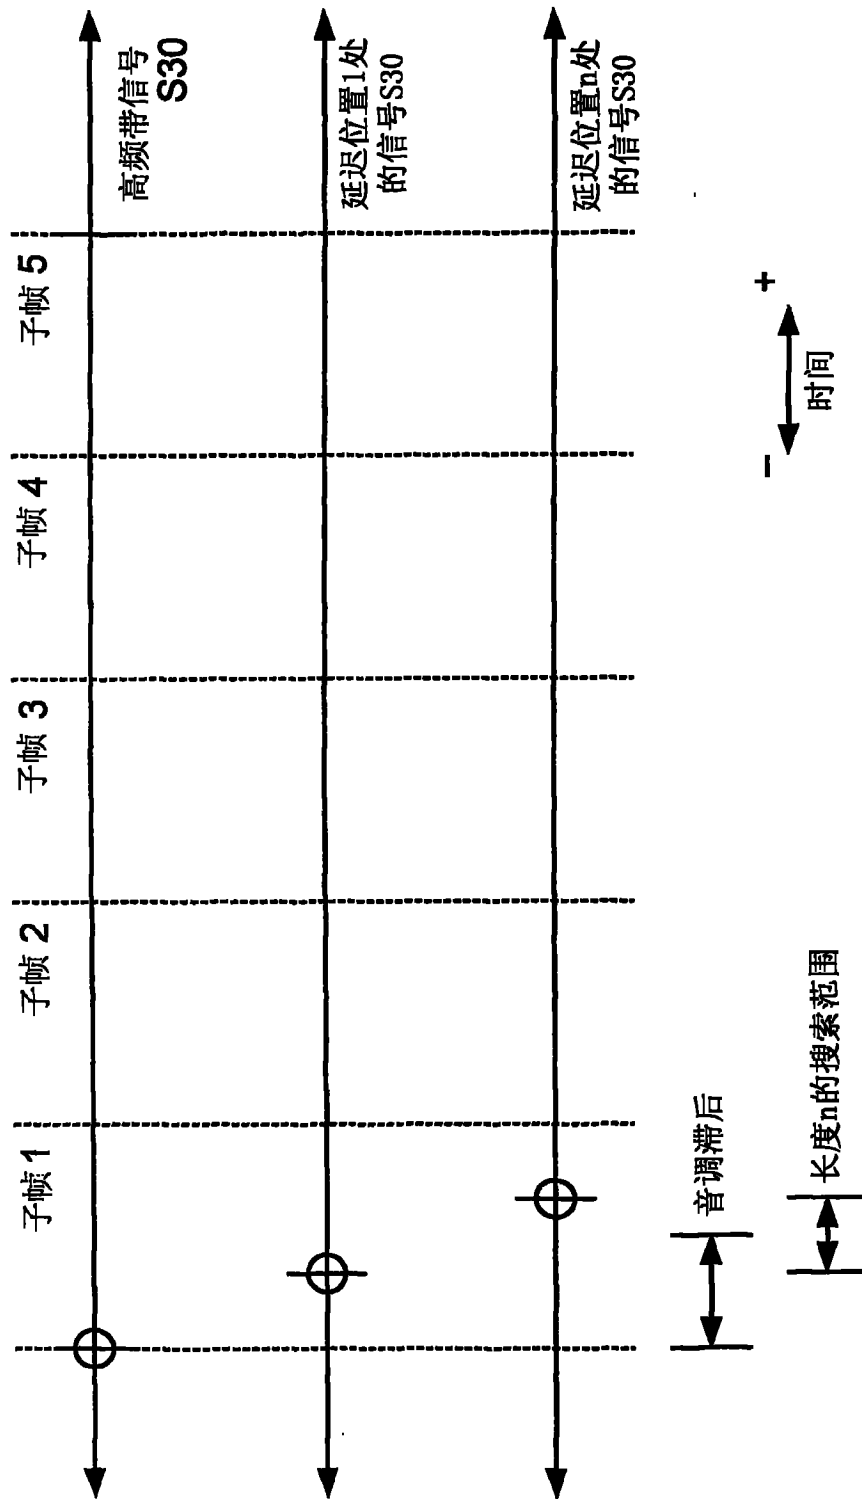 子帧1
子帧2
子帧3
子帧4
子帧5
高频带信号
S30
延迟位置1处
的信号S30
延迟位置n处
的信号S30
音调滞后
长度n的搜索范围
- +
时间